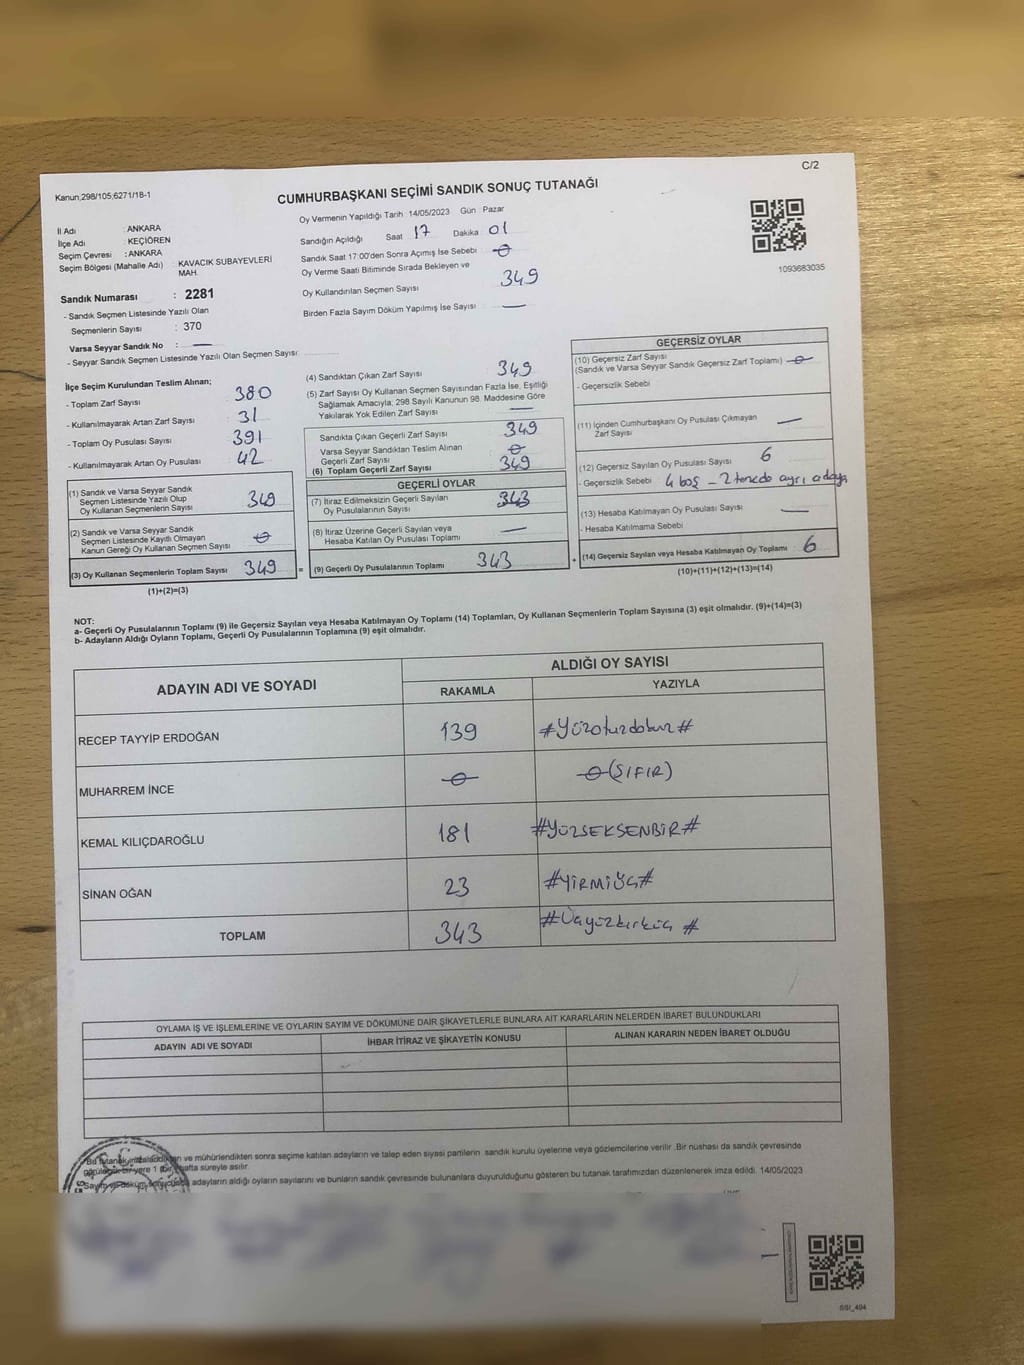 C/2
Kanun;298/105;6271/18-1
CUMHURBAŞKANI SEÇİMİ SANDIK SONUÇ TUTANAĞI
İl Adı : ANKARA
İlçe Adı : KEÇİÖREN
Seçim Çevresi : ANKARA
Seçim Bölgesi (Mahalle Adı) : KAVACIK SUBAYEVLERİ MAH.
Sandık Numarası : 2281
- Sandık Seçmen Listesinde Yazılı Olan
Seçmenlerin Sayısı : 370
Varsa Seyyar Sandık No : —
- Seyyar Sandık Seçmen Listesinde Yazılı Olan Seçmen Sayısı:
Oy Vermenin Yapıldığı Tarih 14/05/2023 Gün Pazar
Sandığın Açıldığı Saat 17 Dakika 01
Sandık Saat 17:00'den Sonra Açımış İse Sebebi 0
Oy Verme Saati Bitiminde Sırada Bekleyen ve
Oy Kullandırılan Seçmen Sayısı 349
Birden Fazla Sayım Döküm Yapılmış İse Sayısı —
1093683035
İlçe Seçim Kurulundan Teslim Alınan;
- Toplam Zarf Sayısı 380
- Kullanılmayarak Artan Zarf Sayısı : 31
- Toplam Oy Pusulası Sayısı : 391
- Kullanılmayarak Artan Oy Pusulası : 42
(1) Sandık ve Varsa Seyyar Sandık
Seçmen Listesinde Yazılı Olup
Oy Kullanan Seçmenlerin Sayısı 349
(2) Sandık ve Varsa Seyyar Sandık
Seçmen Listesinde Kayıtlı Olmayan
Kanun Gereği Oy Kullanan Seçmen Sayısı 0
(3) Oy Kullanan Seçmenlerin Toplam Sayısı 349
(1)+(2)=(3)
(4) Sandıktan Çıkan Zarf Sayısı 349
(5) Zarf Sayısı Oy Kullanan Seçmen Sayısından Fazla İse, Eşitliği
Sağlamak Amacıyla; 298 Sayılı Kanunun 98. Maddesine Göre
Yakılarak Yok Edilen Zarf Sayısı —
Sandıkta Çıkan Geçerli Zarf Sayısı 349
Varsa Seyyar Sandıktan Teslim Alınan
Geçerli Zarf Sayısı 0
(6) Toplam Geçerli Zarf Sayısı 349
GEÇERLİ OYLAR
(7) İtiraz Edilmeksizin Geçerli Sayılan
Oy Pusulalarının Sayısı 343
(8) İtiraz Üzerine Geçerli Sayılan veya
Hesaba Katılan Oy Pusulası Toplamı —
= (9) Geçerli Oy Pusulalarının Toplamı 343 +
GEÇERSİZ OYLAR
(10) Geçersiz Zarf Sayısı
(Sandık ve Varsa Seyyar Sandık Geçersiz Zarf Toplamı) 0
- Geçersizlik Sebebi
(11) İçinden Cumhurbaşkanı Oy Pusulası Çıkmayan
Zarf Sayısı —
(12) Geçersiz Sayılan Oy Pusulası Sayısı 6
- Geçersizlik Sebebi 4 boş – 2 tenede ayrı adaya
(13) Hesaba Katılmayan Oy Pusulası Sayısı —
- Hesaba Katılmama Sebebi
(14) Geçersiz Sayılan veya Hesaba Katılmayan Oy Toplamı 6
(10)+(11)+(12)+(13)=(14)
NOT:
a- Geçerli Oy Pusulalarının Toplamı (9) ile Geçersiz Sayılan veya Hesaba Katılmayan Oy Toplamı (14) Toplamları, Oy Kullanan Seçmenlerin Toplam Sayısına (3) eşit olmalıdır. (9)+(14)=(3)
b- Adayların Aldığı Oyların Toplamı, Geçerli Oy Pusulalarının Toplamına (9) eşit olmalıdır.
ADAYIN ADI VE SOYADI ALDIĞI OY SAYISI
RAKAMLA YAZIYLA
RECEP TAYYİP ERDOĞAN 139 #Yüzotuzdokuz#
MUHARREM İNCE 0 0 (SIFIR)
KEMAL KILIÇDAROĞLU 181 #YÜZSEKSENBİR#
SİNAN OĞAN 23 #YİRMİÜÇ#
TOPLAM 343 #Üçyüzkırküç #
OYLAMA İŞ VE İŞLEMLERİNE VE OYLARIN SAYIM VE DÖKÜMÜNE DAİR ŞİKAYETLERLE BUNLARA AİT KARARLARIN NELERDEN İBARET BULUNDUKLARI
ADAYIN ADI VE SOYADI İHBAR İTİRAZ VE ŞİKAYETİN KONUSU ALINAN KARARIN NEDEN İBARET OLDUĞU
Bu tutanak ve mühürlendikten sonra seçime katılan adayların ve talep eden siyasi partilerin sandık kurulu üyelerine veya gözlemcilerine verilir. Bir nüshası da sandık çevresinde
yere 1 (bir) hafta süreyle asılır.
adayların aldığı oyların sayılarını ve bunların sandık çevresinde bulunanlara duyurulduğunu gösteren bu tutanak tarafımızdan düzenlenerek imza edildi. 14/05/2023
SSI_494